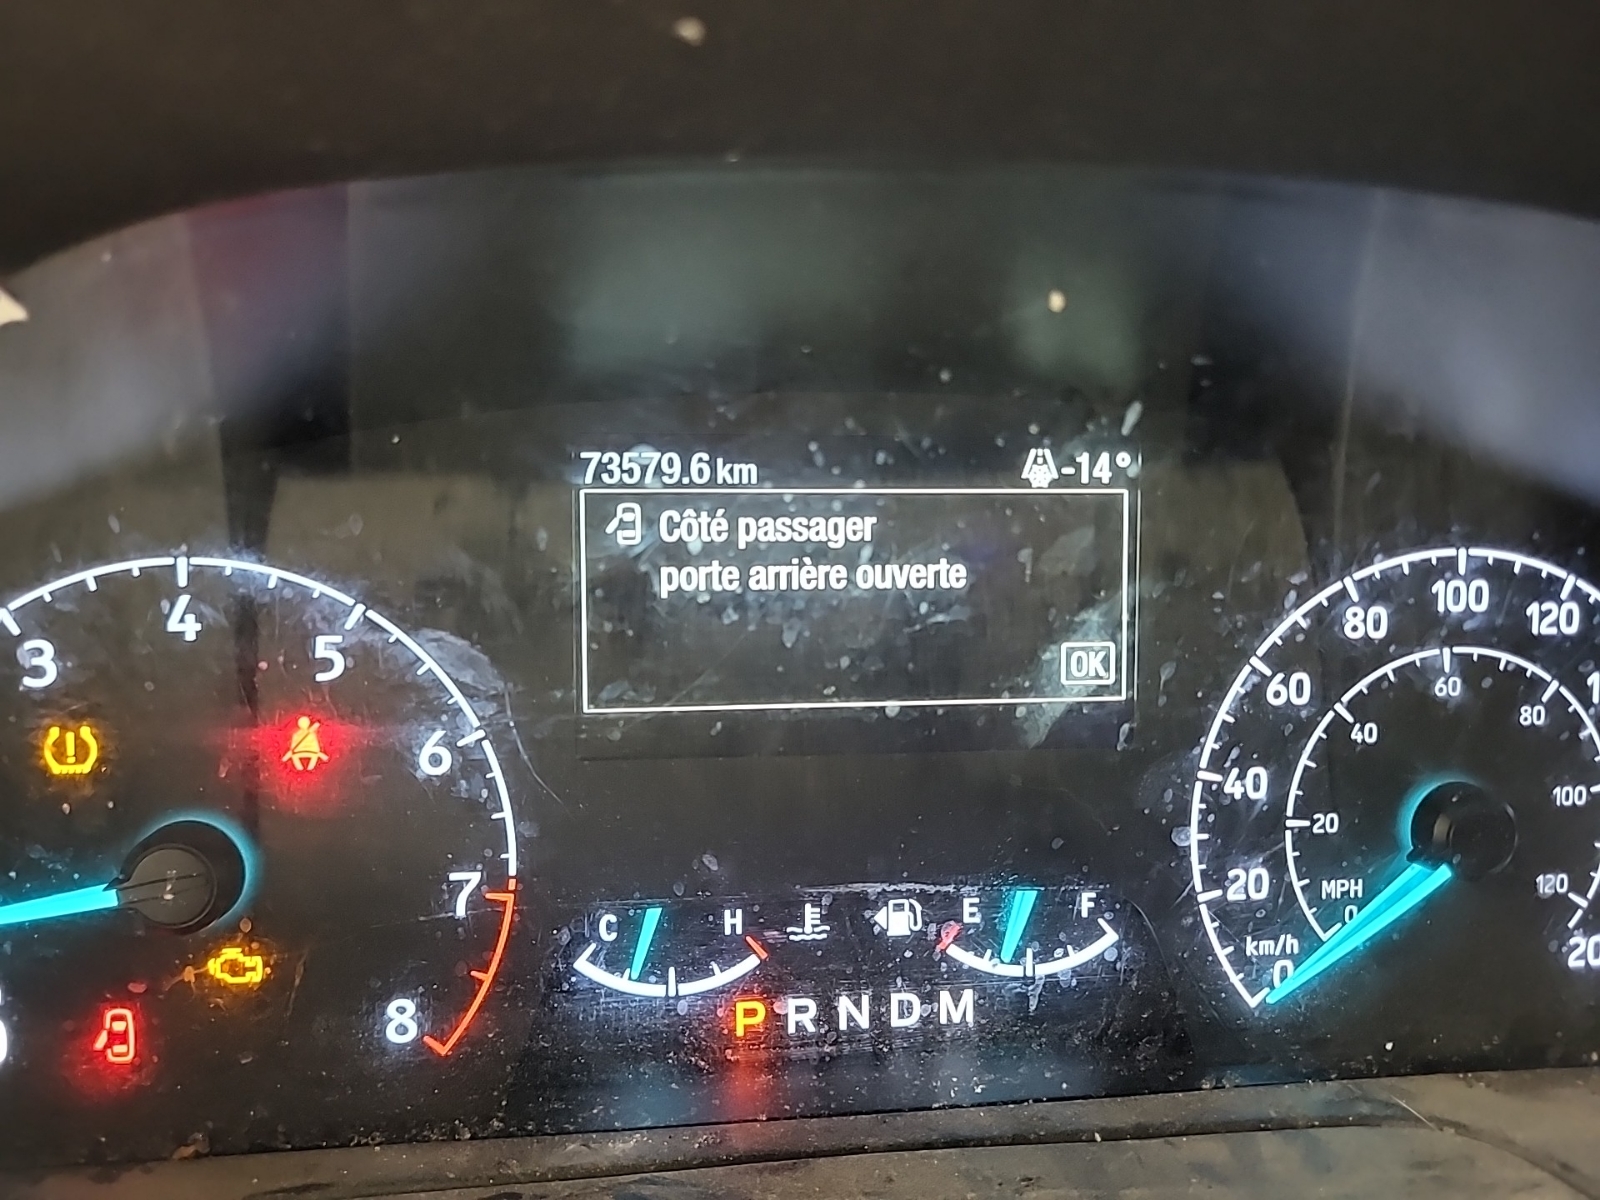 73579.6 km -14°
Côté passager
porte arrière ouverte
OK
3 4 5 6 7 8
C H
E F
P R N D M
20 40 60 80 100 120
20 40 60 80 100 120
MPH
0
km/h
0